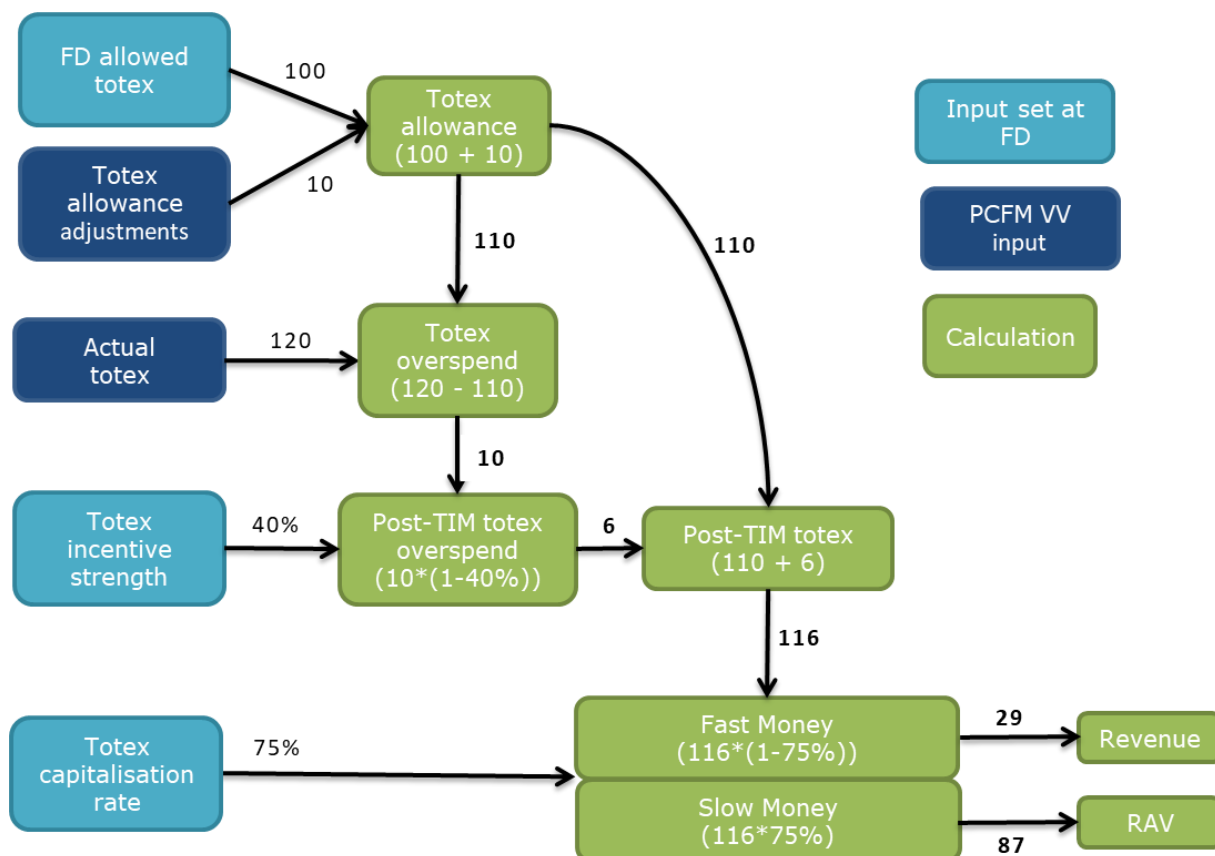 FD allowed
totex
100
Totex
allowance
(100 + 10)
Input set at
FD
Totex
allowance
adjustments
10
PCFM VV
input
110
110
Actual
totex
120
Totex
overspend
(120 - 110)
Calculation
10
Totex
incentive
strength
40%
Post-TIM totex
overspend
(10*(1-40%))
6
Post-TIM totex
(110 + 6)
116
Totex
capitalisation
rate
75%
Fast Money
(116*(1-75%))
29
Revenue
Slow Money
(116*75%)
87
RAV